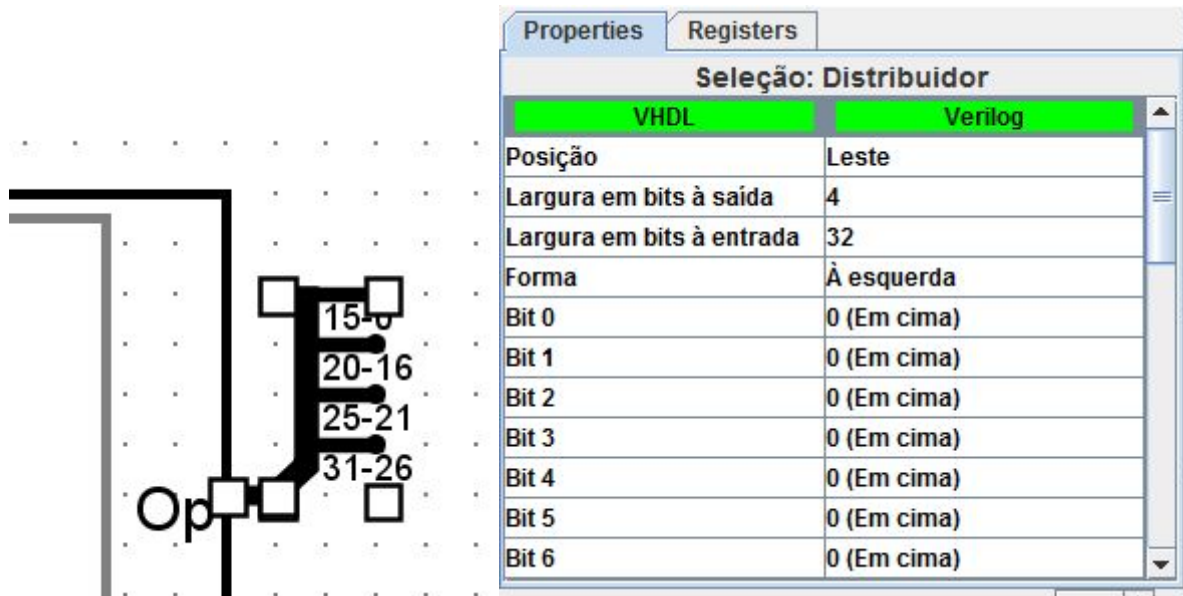 15-0
20-16
25-21
31-26
Op
Properties Registers
Seleção: Distribuidor
VHDL Verilog
Posição Leste
Largura em bits à saída 4
Largura em bits à entrada 32
Forma À esquerda
Bit 0 0 (Em cima)
Bit 1 0 (Em cima)
Bit 2 0 (Em cima)
Bit 3 0 (Em cima)
Bit 4 0 (Em cima)
Bit 5 0 (Em cima)
Bit 6 0 (Em cima)